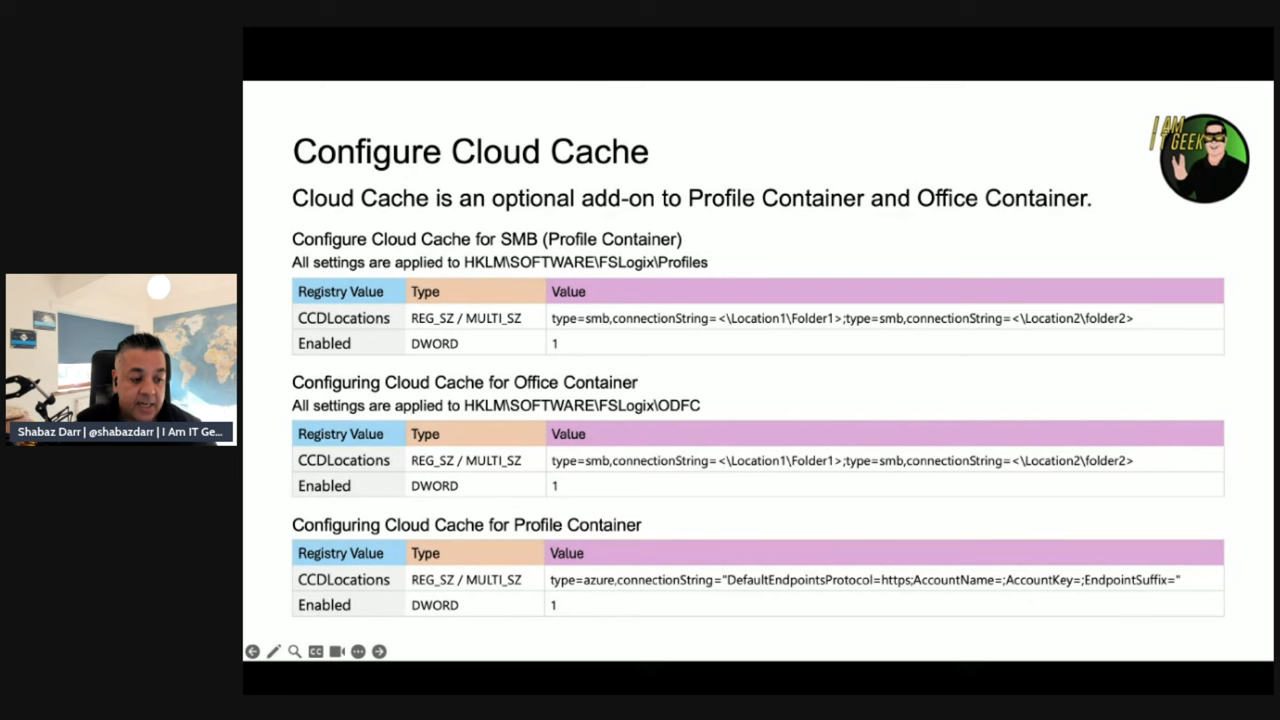 I AM
IT GEEK
Configure Cloud Cache
Cloud Cache is an optional add-on to Profile Container and Office Container.
Configure Cloud Cache for SMB (Profile Container)
All settings are applied to HKLM\SOFTWARE\FSLogix\Profiles
Registry Value Type Value
CCDLocations REG_SZ / MULTI_SZ type=smb,connectionString=<\Location1\Folder1>;type=smb,connectionString=<\Location2\folder2>
Enabled DWORD 1
Configuring Cloud Cache for Office Container
All settings are applied to HKLM\SOFTWARE\FSLogix\ODFC
Registry Value Type Value
CCDLocations REG_SZ / MULTI_SZ type=smb,connectionString=<\Location1\Folder1>;type=smb,connectionString=<\Location2\folder2>
Enabled DWORD 1
Configuring Cloud Cache for Profile Container
Registry Value Type Value
CCDLocations REG_SZ / MULTI_SZ type=azure,connectionString="DefaultEndpointsProtocol=https;AccountName=;AccountKey=;EndpointSuffix="
Enabled DWORD 1
Shabaz Darr | @shabazdarr | I Am IT Ge...
CC